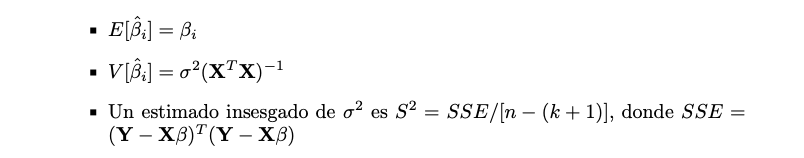 ▪ E[β̂ᵢ] = βᵢ
▪ V[β̂ᵢ] = σ²(XᵀX)⁻¹
▪ Un estimado insesgado de σ² es S² = SSE/[n − (k + 1)], donde SSE =
(Y − Xβ)ᵀ(Y − Xβ)